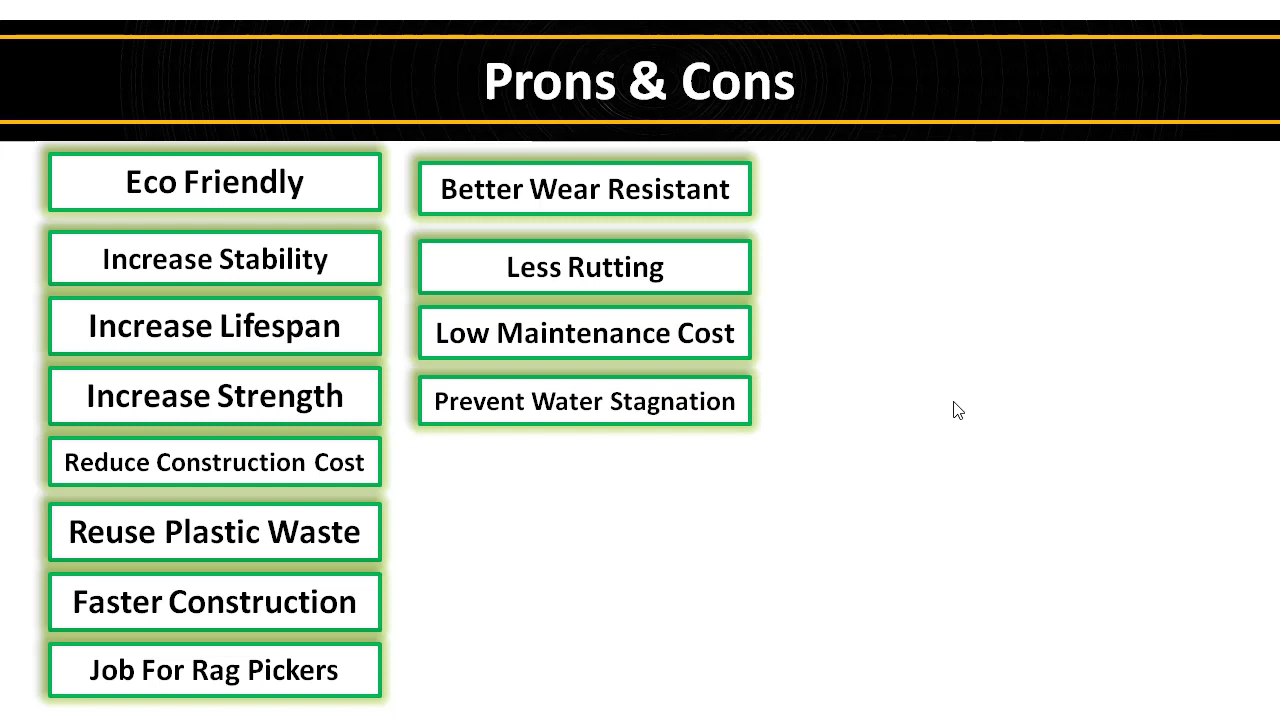 Prons & Cons
Eco Friendly
Increase Stability
Increase Lifespan
Increase Strength
Reduce Construction Cost
Reuse Plastic Waste
Faster Construction
Job For Rag Pickers
Better Wear Resistant
Less Rutting
Low Maintenance Cost
Prevent Water Stagnation